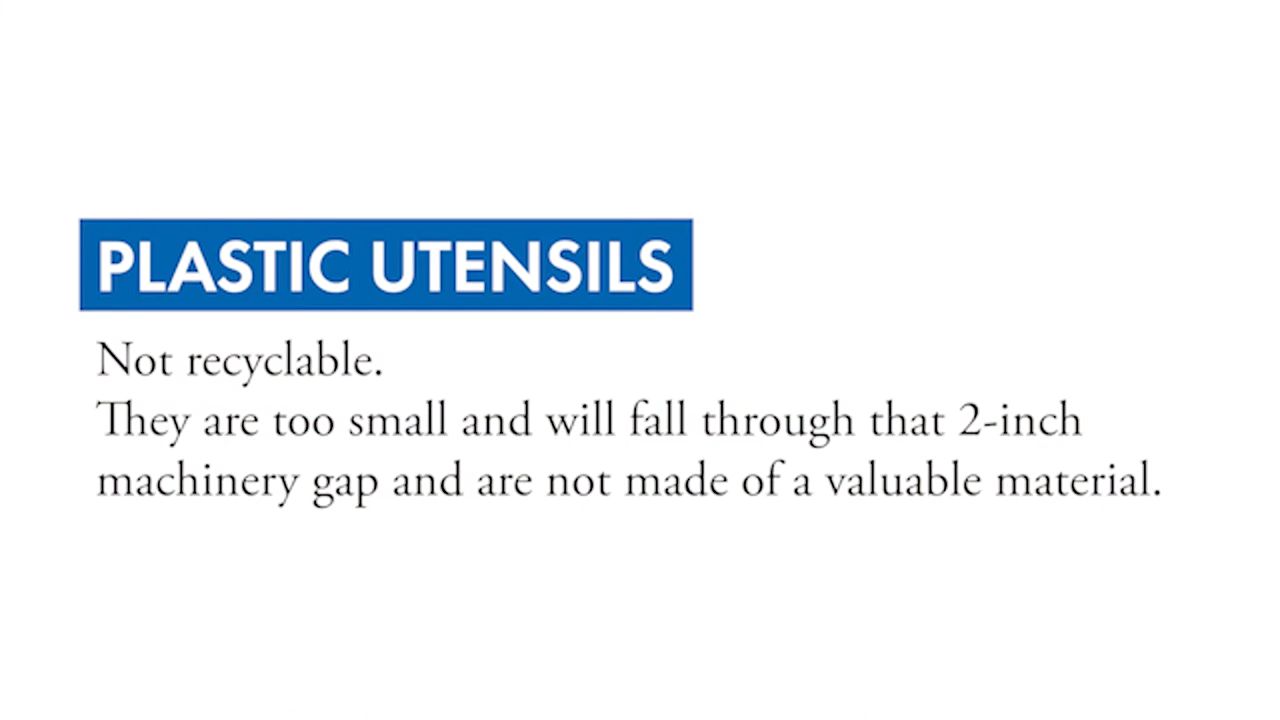 PLASTIC UTENSILS
Not recyclable.
They are too small and will fall through that 2-inch
machinery gap and are not made of a valuable material.